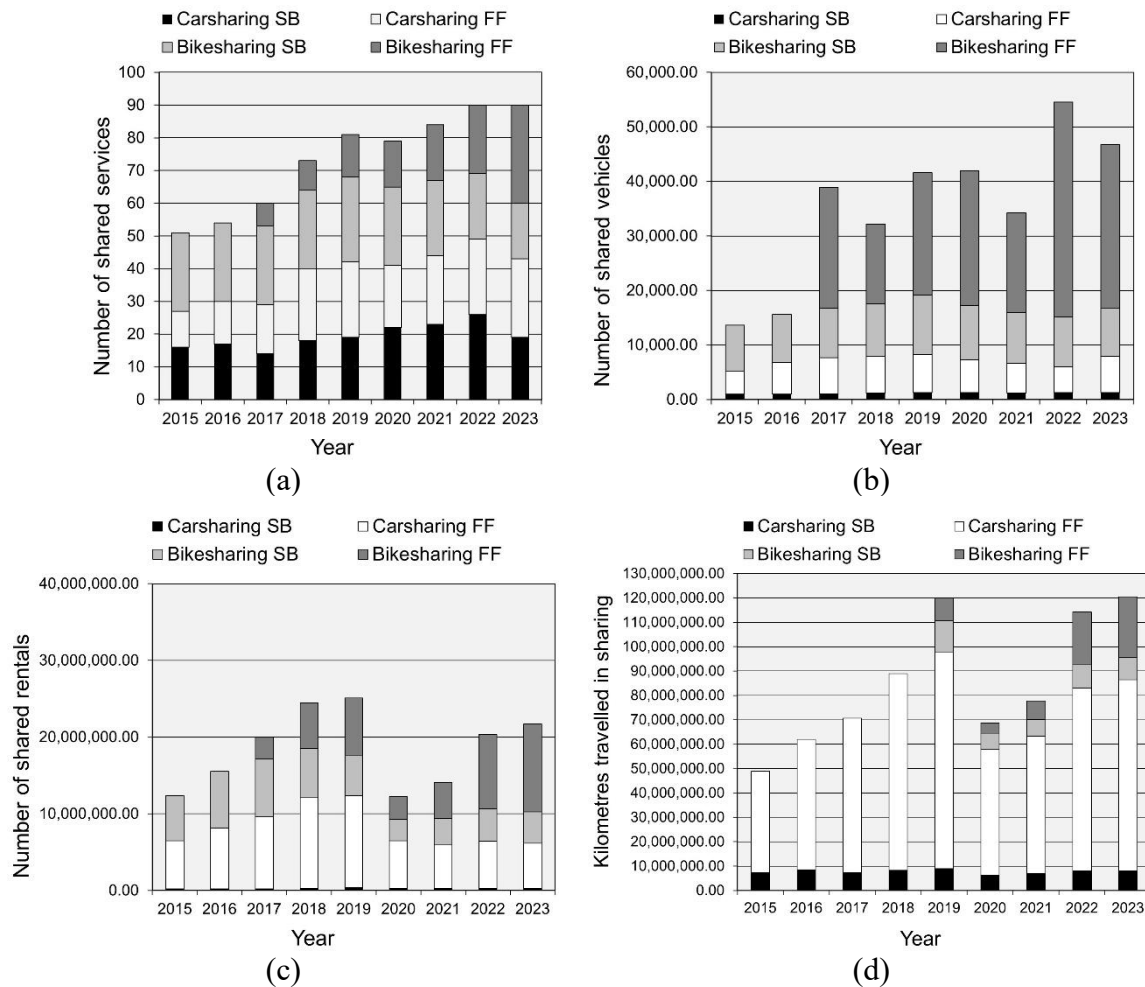 Carsharing SB Carsharing FF
Bikesharing SB Bikesharing FF
Number of shared services
100
90
80
70
60
50
40
30
20
10
0
2015 2016 2017 2018 2019 2020 2021 2022 2023
Year
(a)
Carsharing SB Carsharing FF
Bikesharing SB Bikesharing FF
Number of shared vehicles
60,000.00
50,000.00
40,000.00
30,000.00
20,000.00
10,000.00
0.00
2015 2016 2017 2018 2019 2020 2021 2022 2023
Year
(b)
Carsharing SB Carsharing FF
Bikesharing SB Bikesharing FF
Number of shared rentals
40,000,000.00
30,000,000.00
20,000,000.00
10,000,000.00
0.00
2015 2016 2017 2018 2019 2020 2021 2022 2023
Year
(c)
Carsharing SB Carsharing FF
Bikesharing SB Bikesharing FF
Kilometres travelled in sharing
130,000,000.00
120,000,000.00
110,000,000.00
100,000,000.00
90,000,000.00
80,000,000.00
70,000,000.00
60,000,000.00
50,000,000.00
40,000,000.00
30,000,000.00
20,000,000.00
10,000,000.00
0.00
2015 2016 2017 2018 2019 2020 2021 2022 2023
Year
(d)